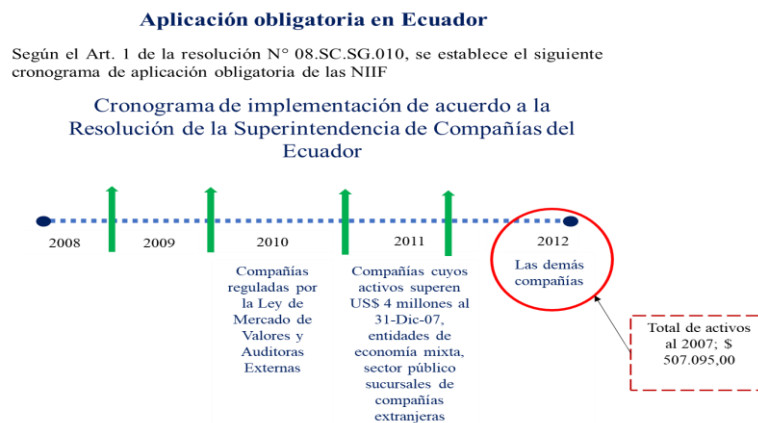 Aplicación obligatoria en Ecuador
Según el Art. 1 de la resolución N° 08.SC.SG.010, se establece el siguiente
cronograma de aplicación obligatoria de las NIIF
Cronograma de implementación de acuerdo a la
Resolución de la Superintendencia de Compañías del
Ecuador
2008
2009
2010
2011
2012
Compañías
reguladas por
la Ley de
Mercado de
Valores y
Auditoras
Externas
Compañías cuyos
activos superen
US$ 4 millones al
31-Dic-07,
entidades de
economía mixta,
sector público
sucursales de
compañías
extranjeras
Las demás
compañías
Total de activos
al 2007; $
507.095,00